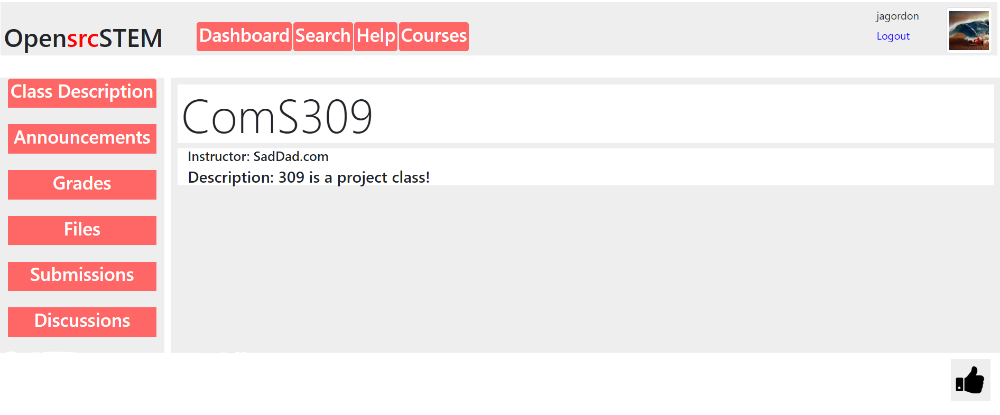 OpensrcSTEM
Dashboard Search Help Courses
jagordon
Logout
Class Description
Announcements
Grades
Files
Submissions
Discussions
ComS309
Instructor: SadDad.com
Description: 309 is a project class!